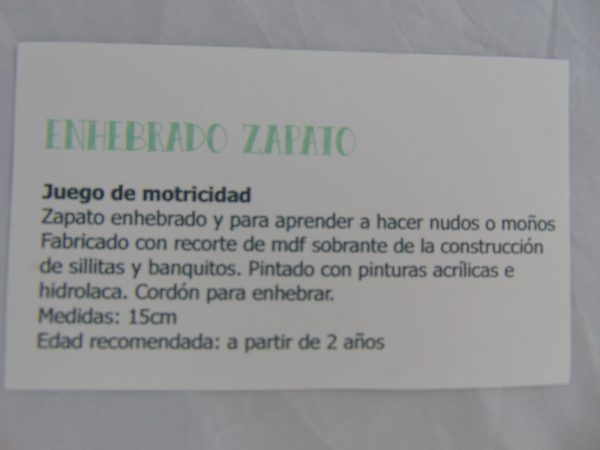 ENHEBRADO ZAPATO
Juego de motricidad
Zapato enhebrado y para aprender a hacer nudos o moños
Fabricado con recorte de mdf sobrante de la construcción
de sillitas y banquitos. Pintado con pinturas acrílicas e
hidrolaca. Cordón para enhebrar.
Medidas: 15cm
Edad recomendada: a partir de 2 años